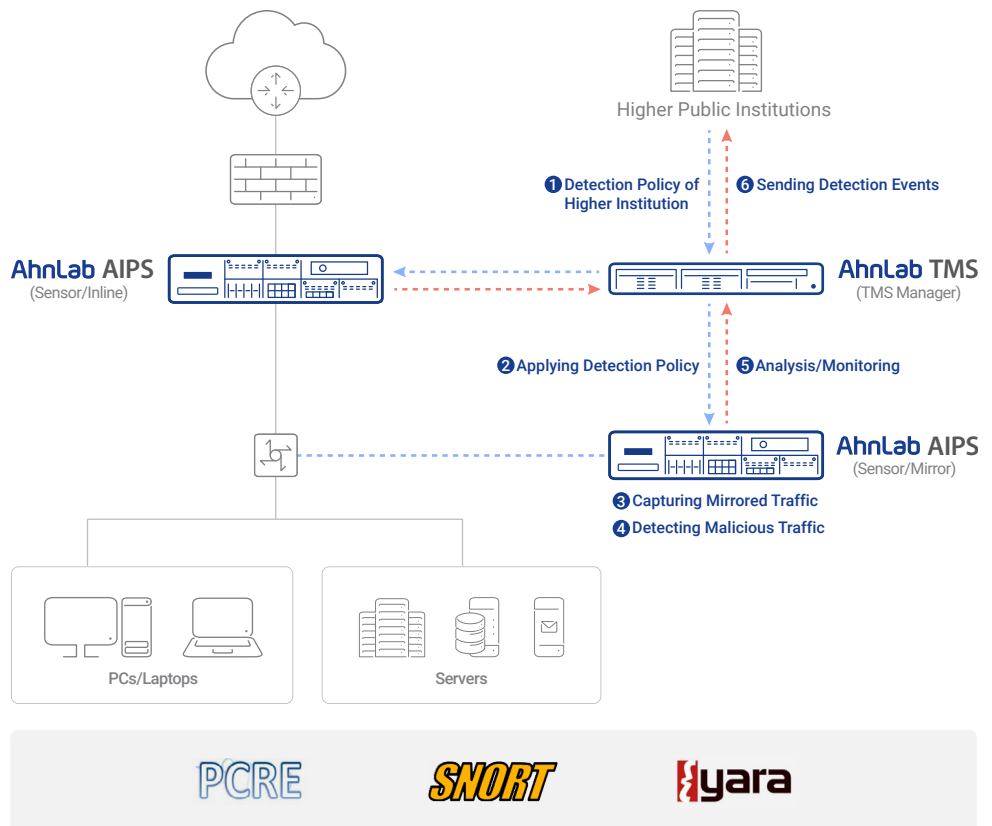 Higher Public Institutions
1 Detection Policy of
Higher Institution
6 Sending Detection Events
AhnLab AIPS
(Sensor/Inline)
AhnLab TMS
(TMS Manager)
2 Applying Detection Policy
5 Analysis/Monitoring
AhnLab AIPS
(Sensor/Mirror)
3 Capturing Mirrored Traffic
4 Detecting Malicious Traffic
PCs/Laptops
Servers
PCRE
SNORT
yara